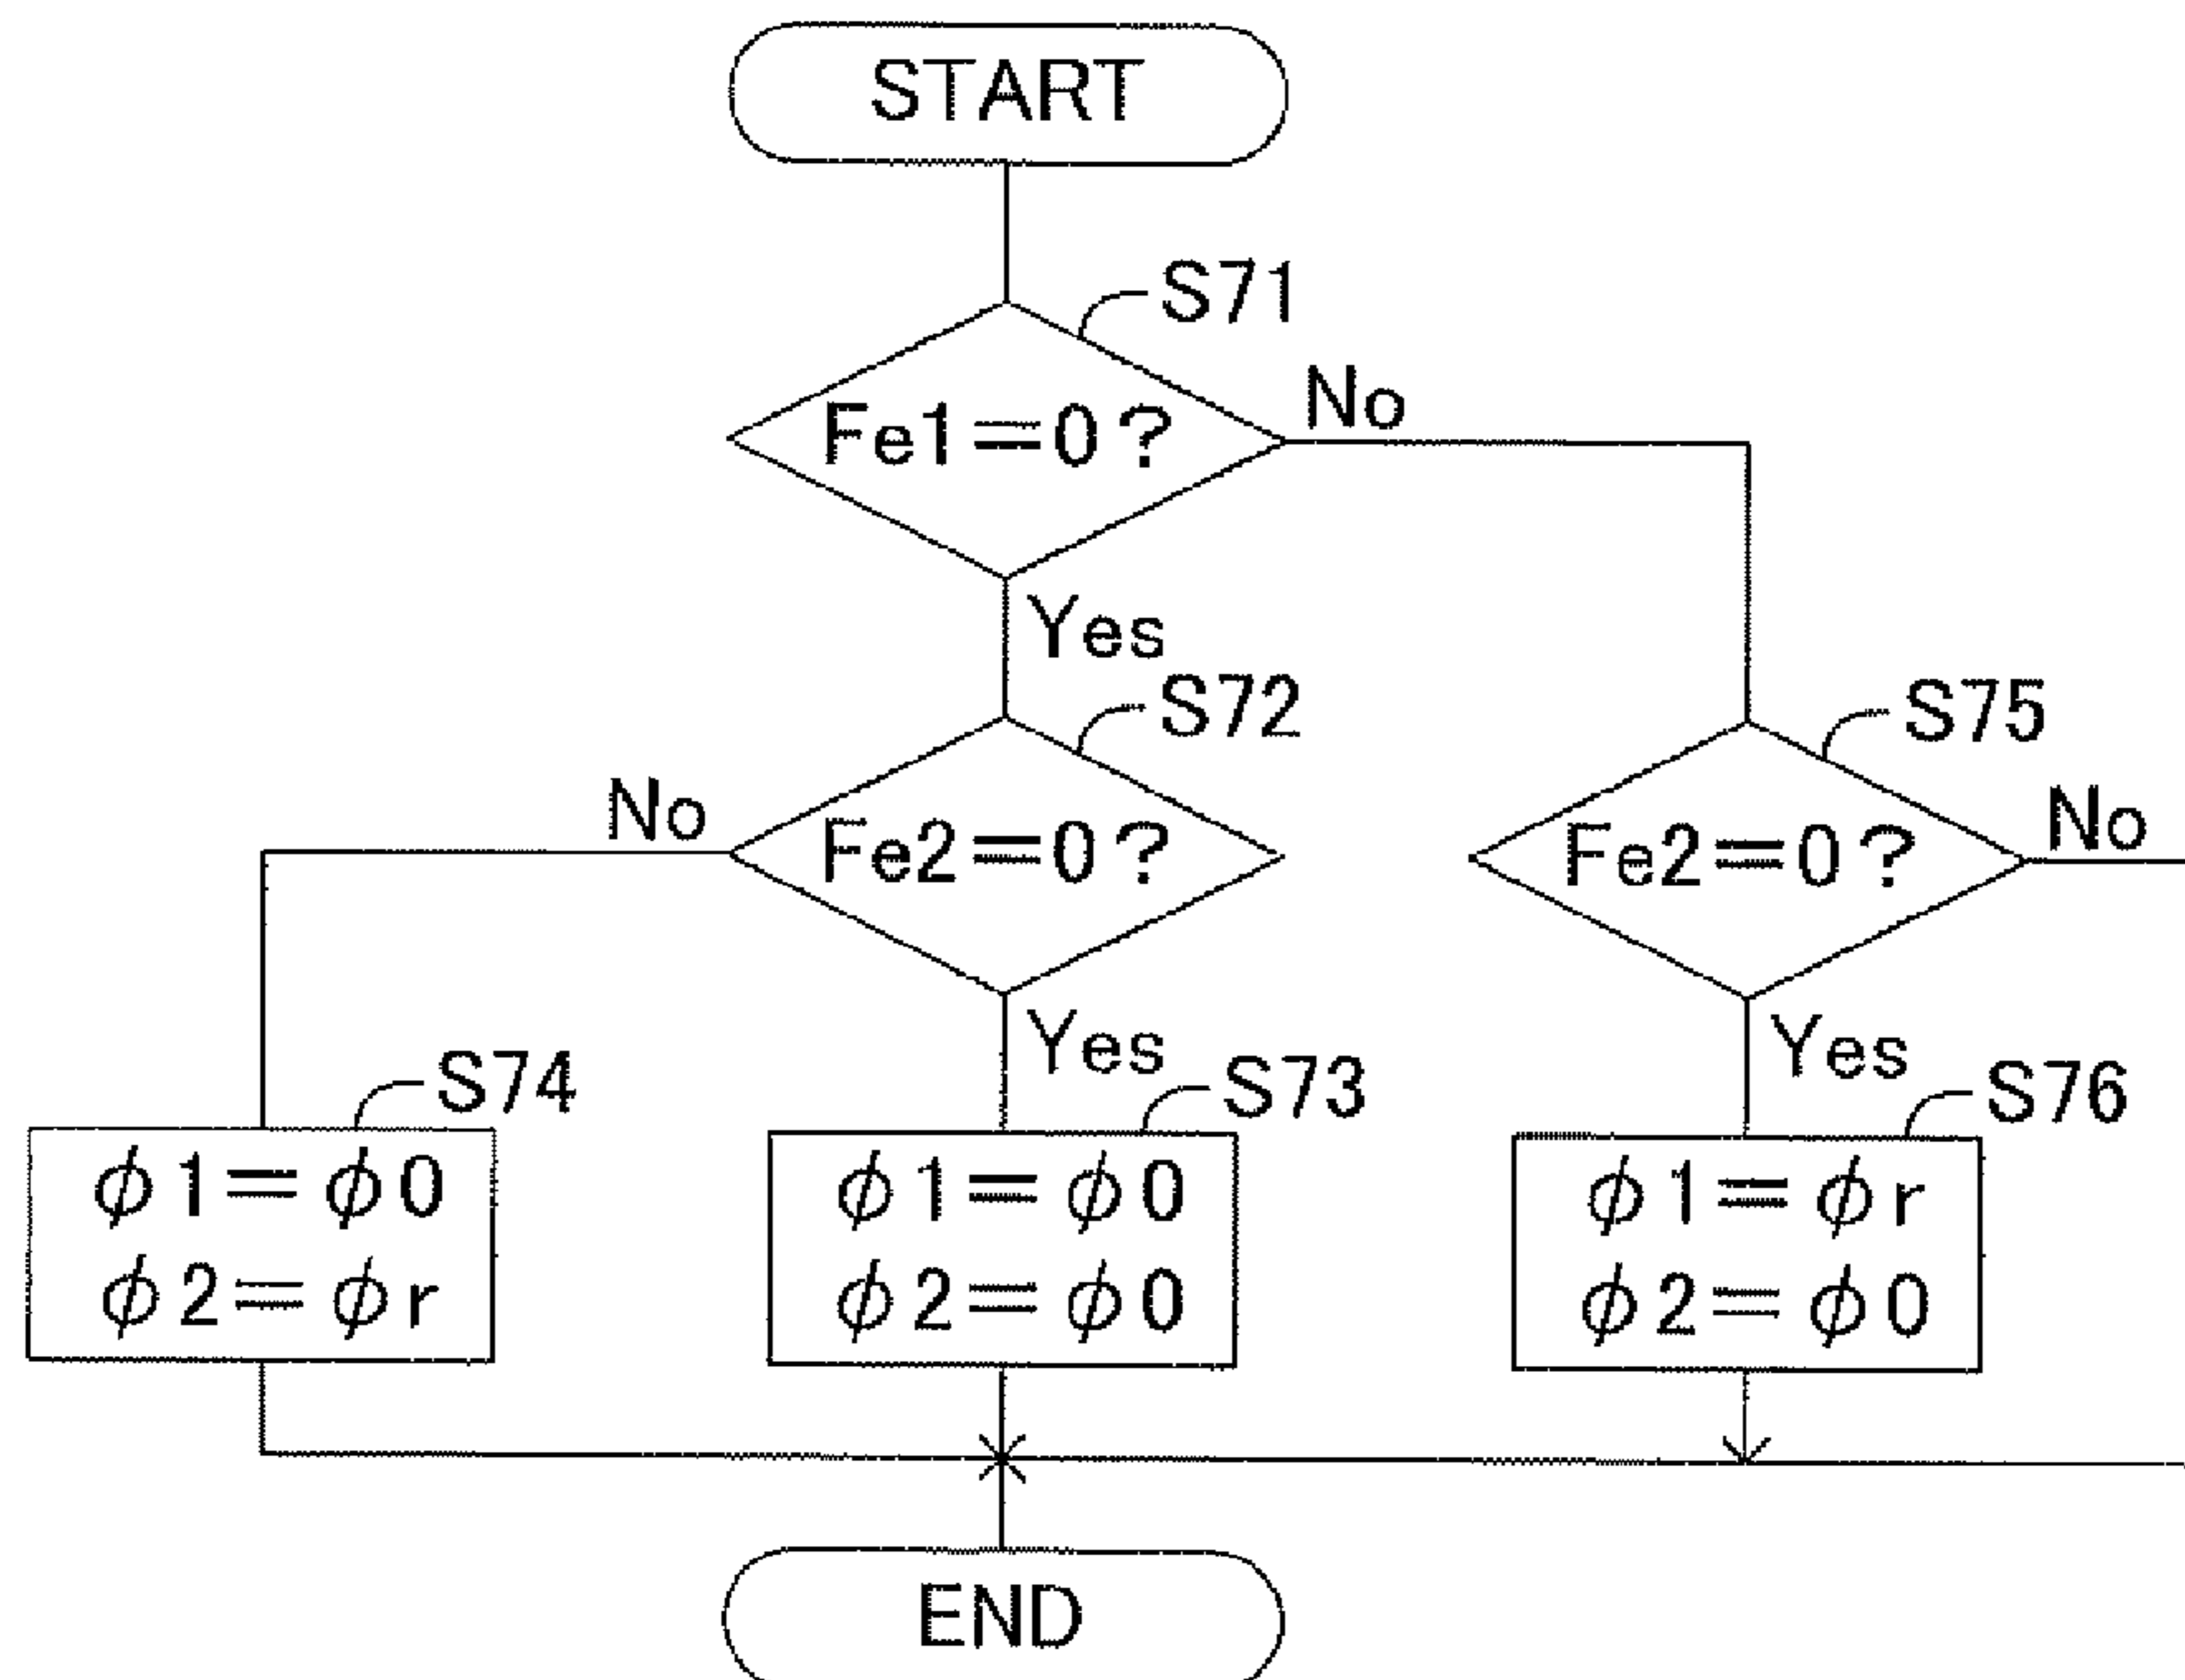 START
S71
Fe1=0?
No
Yes
S72
S75
No
Fe2=0?
Fe2=0?
No
Yes
Yes
S74
S73
S76
φ1=φ0
φ2=φr
φ1=φ0
φ2=φ0
φ1=φr
φ2=φ0
END